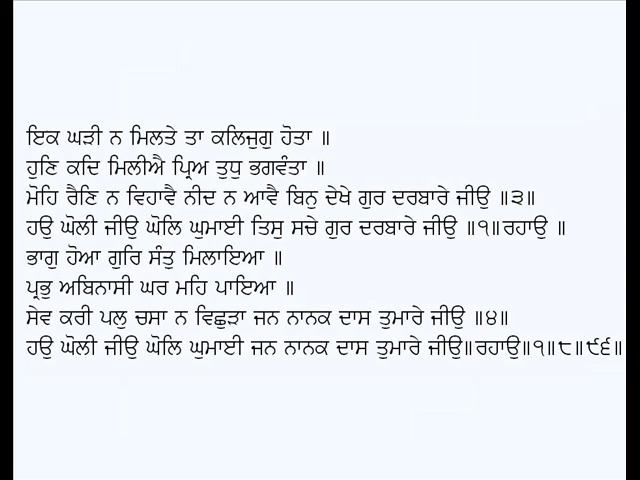 ਇਕ ਘੜੀ ਨ ਮਿਲਤੇ ਤਾ ਕਲਿਜੁਗੁ ਹੋਤਾ ॥
ਹੁਣਿ ਕਦਿ ਮਿਲੀਐ ਪ੍ਰਿਅ ਤੁਧੁ ਭਗਵੰਤਾ ॥
ਮੋਹਿ ਰੈਣਿ ਨ ਵਿਹਾਵੈ ਨੀਦ ਨ ਆਵੈ ਬਿਨੁ ਦੇਖੇ ਗੁਰ ਦਰਬਾਰੇ ਜੀਉ ॥੩॥
ਹਉ ਘੋਲੀ ਜੀਉ ਘੋਲਿ ਘੁਮਾਈ ਤਿਸੁ ਸਚੇ ਗੁਰ ਦਰਬਾਰੇ ਜੀਉ ॥੧॥ਰਹਾਉ ॥
ਭਾਗੁ ਹੋਆ ਗੁਰਿ ਸੰਤੁ ਮਿਲਾਇਆ ॥
ਪ੍ਰਭੁ ਅਬਿਨਾਸੀ ਘਰ ਮਹਿ ਪਾਇਆ ॥
ਸੇਵ ਕਰੀ ਪਲੁ ਚਸਾ ਨ ਵਿਛੁੜਾ ਜਨ ਨਾਨਕ ਦਾਸ ਤੁਮਾਰੇ ਜੀਉ ॥੪॥
ਹਉ ਘੋਲੀ ਜੀਉ ਘੋਲਿ ਘੁਮਾਈ ਜਨ ਨਾਨਕ ਦਾਸ ਤੁਮਾਰੇ ਜੀਉ॥ਰਹਾਉ॥੧॥੮॥੯੬॥